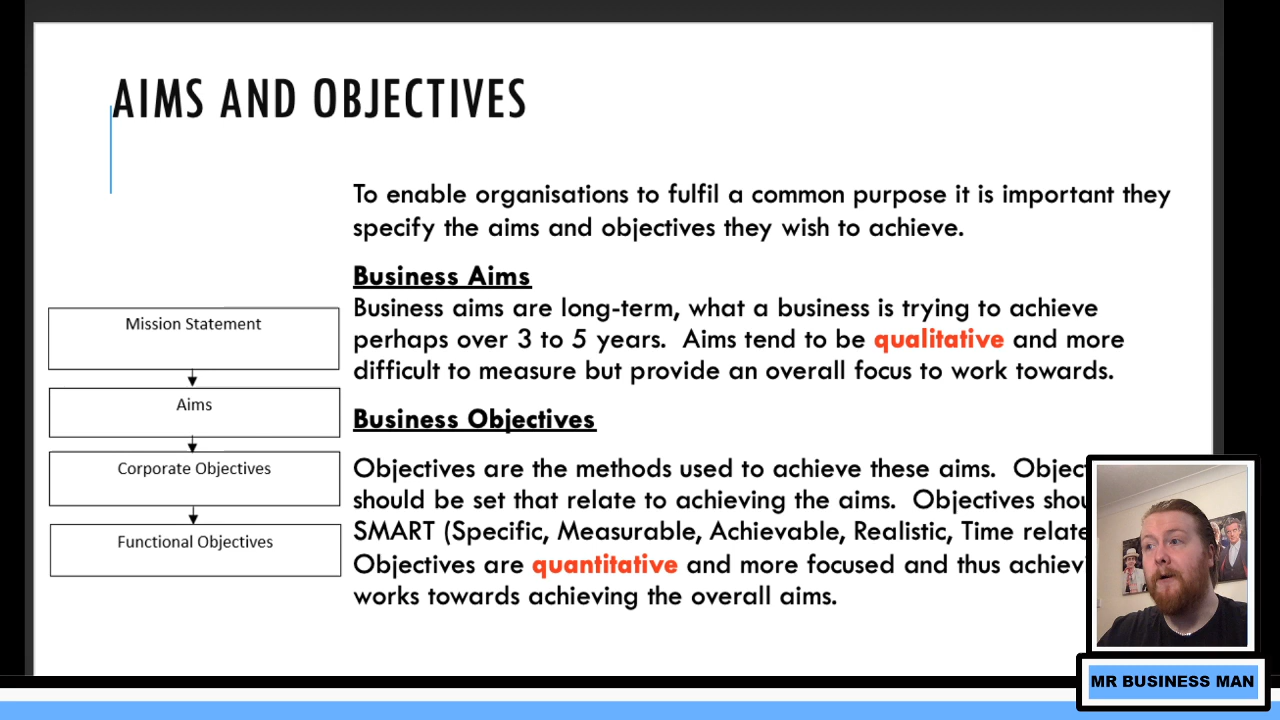 AIMS AND OBJECTIVES
To enable organisations to fulfil a common purpose it is important they
specify the aims and objectives they wish to achieve.
Business Aims
Business aims are long-term, what a business is trying to achieve
perhaps over 3 to 5 years. Aims tend to be qualitative and more
difficult to measure but provide an overall focus to work towards.
Business Objectives
Objectives are the methods used to achieve these aims.
should be set that relate to achieving the aims. Objectives
SMART (Specific, Measurable, Achievable, Realistic, Time
Objectives are quantitative and more focused and thus
works towards achieving the overall aims.
Mission Statement
Aims
Corporate Objectives
Functional Objectives
MR BUSINESS MAN